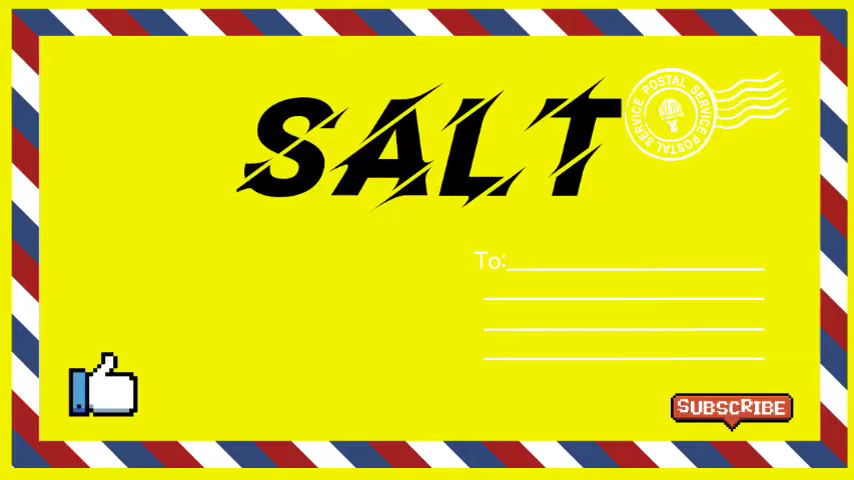 SALT
POSTAL SERVICE
POSTAL SERVICE
To:
SUBSCRIBE